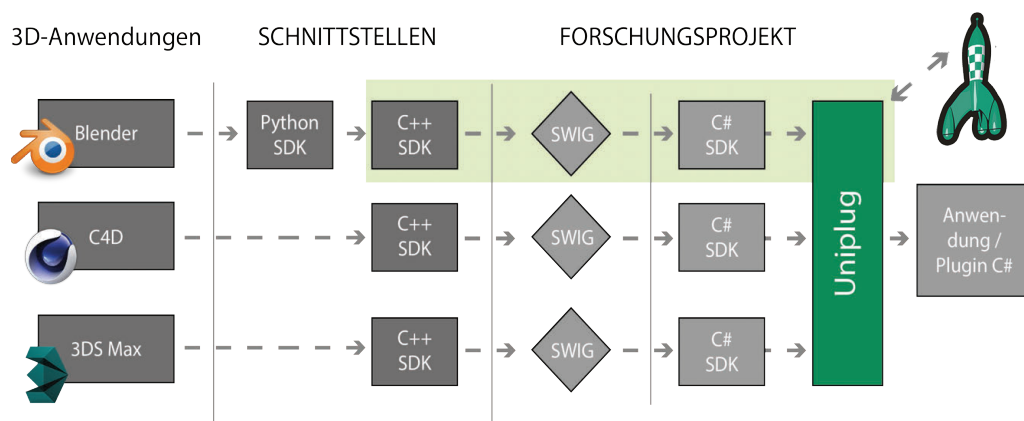 3D-Anwendungen
SCHNITTSTELLEN
FORSCHUNGSPROJEKT
Blender
Python
SDK
C++
SDK
SWIG
C#
SDK
C4D
C++
SDK
SWIG
C#
SDK
3DS Max
C++
SDK
SWIG
C#
SDK
Uniplug
Anwen-
dung /
Plugin C#